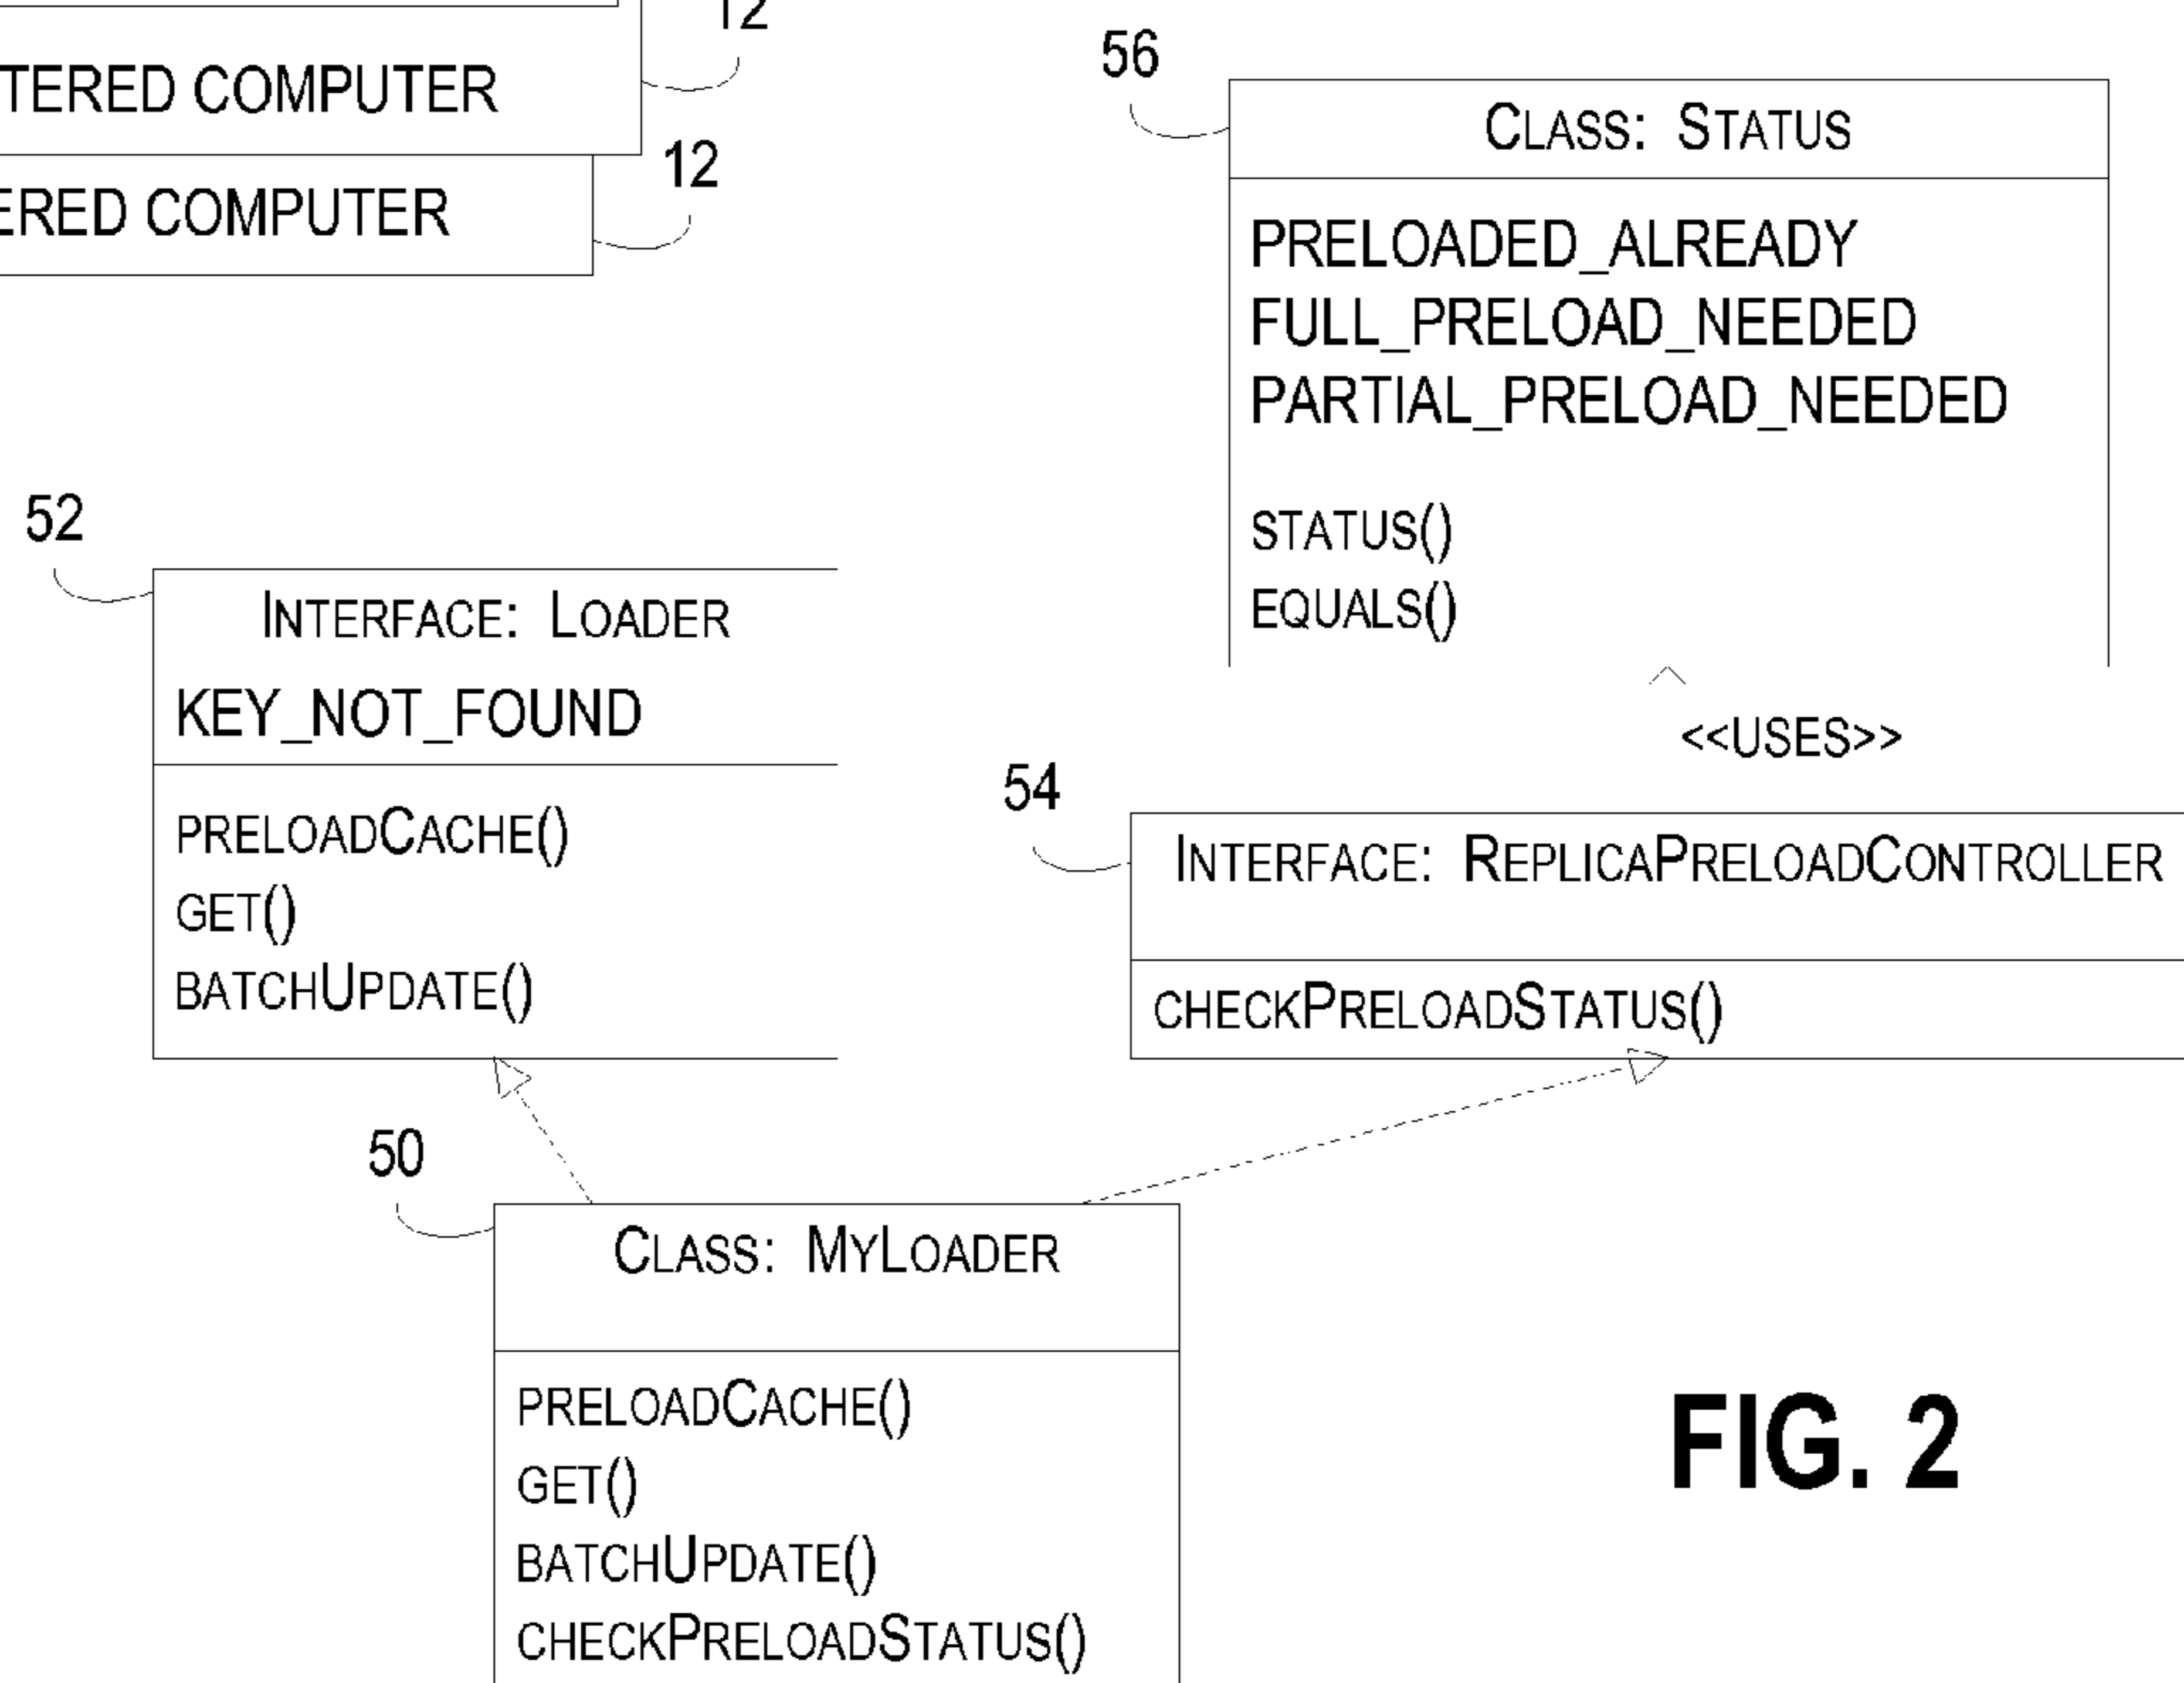 12
TERED COMPUTER
12
ERED COMPUTER
56
CLASS: STATUS
PRELOADED_ALREADY
FULL_PRELOAD_NEEDED
PARTIAL_PRELOAD_NEEDED
STATUS()
EQUALS()
<<USES>>
52
INTERFACE: LOADER
KEY_NOT_FOUND
PRELOADCACHE()
GET()
BATCHUPDATE()
54
INTERFACE: REPLICAPRELOADCONTROLLER
CHECKPRELOADSTATUS()
50
CLASS: MYLOADER
PRELOADCACHE()
GET()
BATCHUPDATE()
CHECKPRELOADSTATUS()
FIG. 2